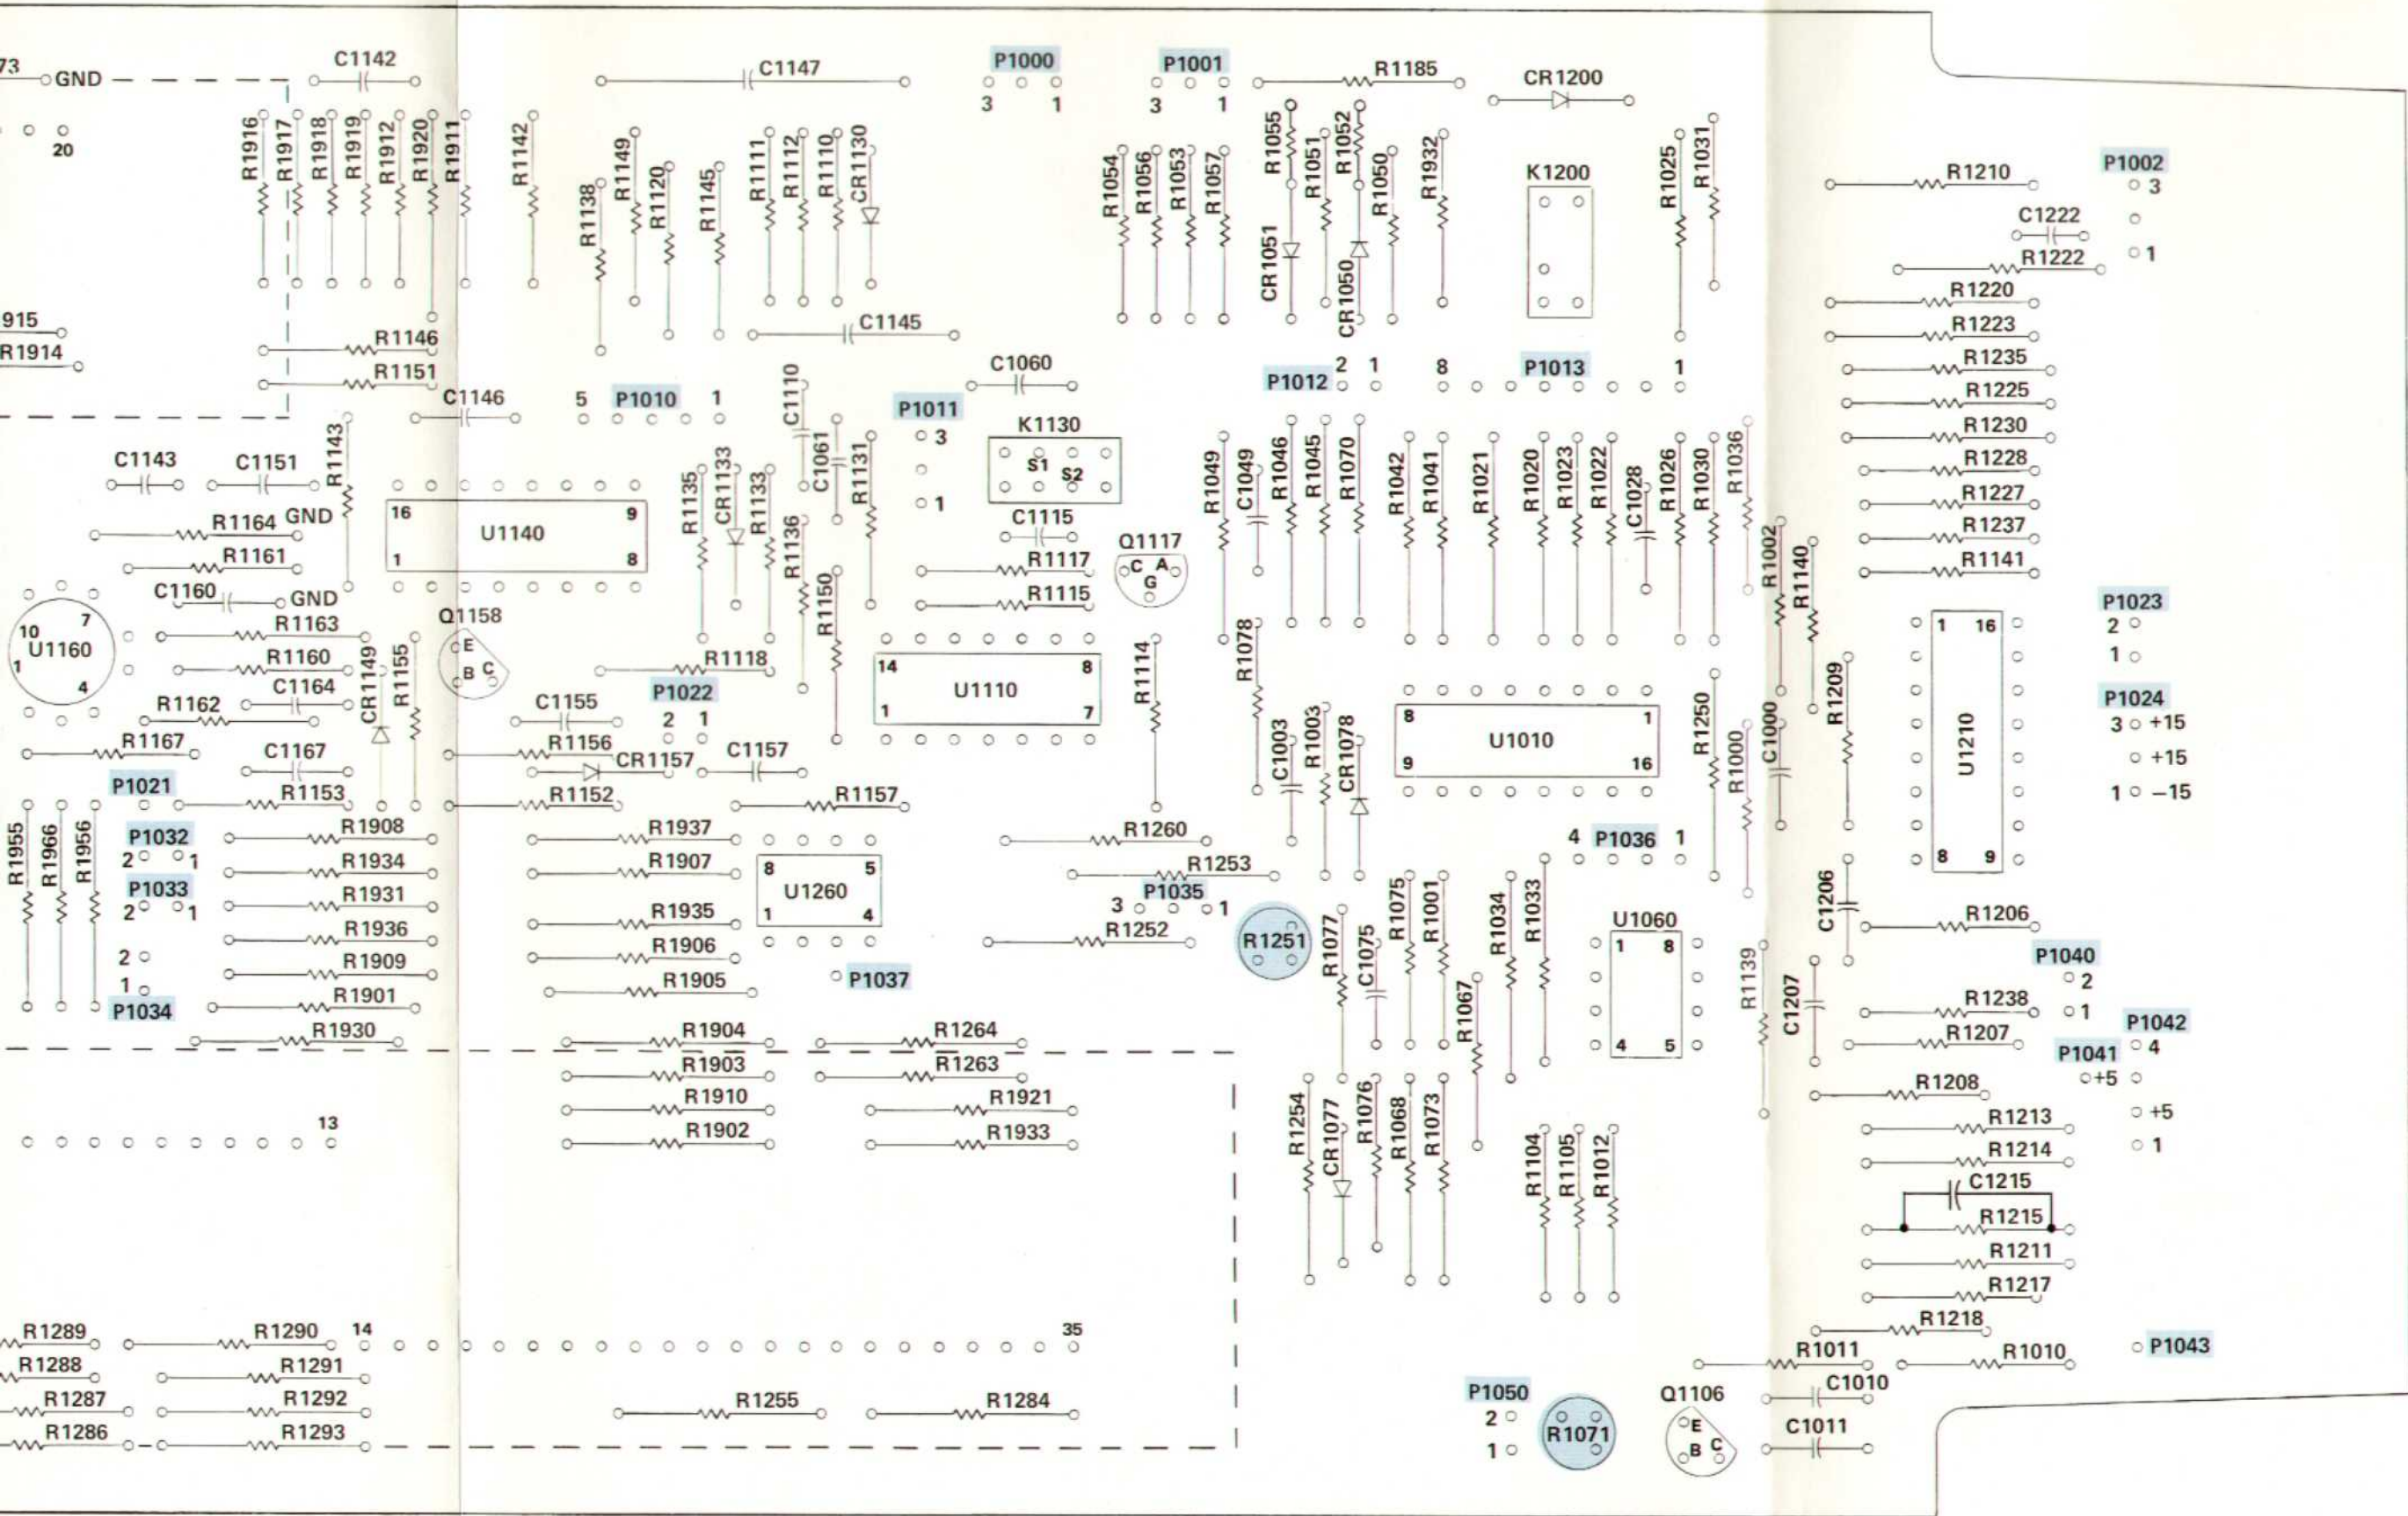 73 GND C1142 C1147 P1000 P1001 R1185 CR1200
3 1 3 1
20
R1916 R1917 R1918 R1919 R1912 R1920 R1911 R1142 R1138 R1149 R1120 R1145 R1111 R1112 R1110 CR1130
R1054 R1056 R1053 R1057 R1055 CR1051 R1051 R1052 CR1050 R1050 R1932 K1200 R1025 R1031
R1210
P1002
3
C1222
R1222
1
R1220
915
R1914
R1146
R1151
C1145
R1223
C1146
5 P1010 1
C1110
C1060
P1012 2 1
8 P1013 1
R1235
R1225
R1230
R1228
R1227
R1237
R1141
P1011
3
1
K1130
S1 S2
C1143 C1151 R1143
R1164 GND
R1161
C1160 GND
16 9
U1140
1 8
R1135 CR1133 R1133 R1136 C1061 R1150 R1131
C1115
R1117
R1115
Q1117
C A
G
R1049 C1049 R1046 R1045 R1070 R1042 R1041 R1021 R1020 R1023 R1022 C1028 R1026 R1030 R1036 R1002 R1140
10 7
U1160
1
4
R1163
R1160
C1164
R1162
R1167
C1167
CR1149 R1155
Q1158
E
B C
R1118
P1022
2 1
C1155
R1156
CR1157
C1157
R1152
R1157
14 8
U1110
1 7
R1114 R1078 C1003 R1003 CR1078
8 1
U1010
9 16
R1250 R1000 C1000 R1209
1 16
U1210
8 9
P1023
2
1
P1024
3 +15
+15
1 −15
P1021
R1153
R1955 R1966 R1956
P1032
2 1
P1033
2 1
2
1
P1034
R1908
R1934
R1931
R1936
R1909
R1901
R1930
R1937
R1907
R1935
R1906
R1905
8 5
U1260
1 4
P1037
R1260
R1253
P1035
3 1
R1252
R1251
R1077 C1075 R1075 R1001 R1067 R1034 R1033
4 P1036 1
U1060
1 8
4 5
R1139 C1207 C1206
R1206
P1040
2
1
R1238
R1207
P1042
4
P1041
+5
+5
1
R1208
R1213
R1214
C1215
R1215
R1211
R1217
R1218
R1904
R1903
R1910
R1902
R1264
R1263
R1921
R1933
13
R1254 CR1077 R1076 R1068 R1073
R1104 R1105 R1012
R1289 R1290 14 35
R1288 R1291
R1287 R1292
R1286 R1293
R1255 R1284
P1050
2
1
R1071
Q1106
E
B C
R1011
R1010
C1010
C1011
P1043